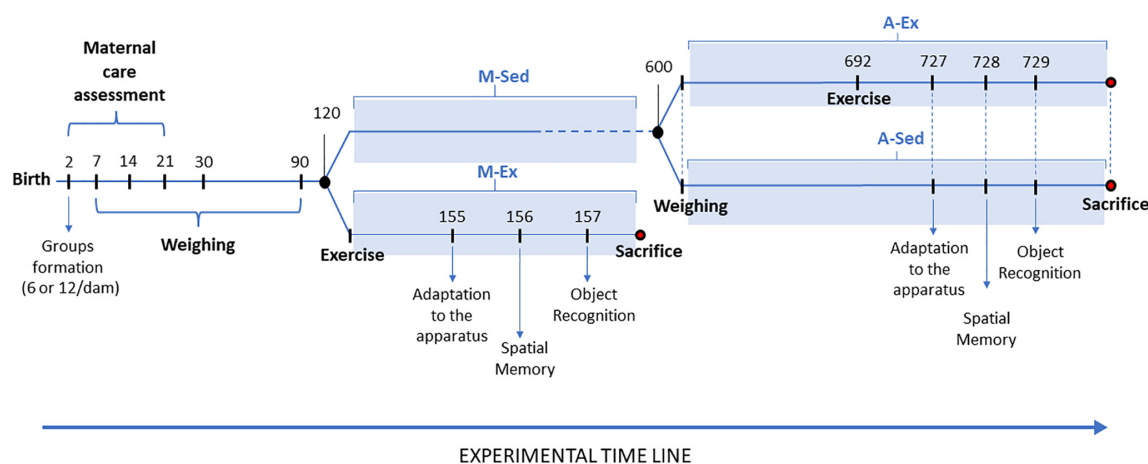 A-Ex
Maternal
care
assessment
M-Sed
600
692
727
728
729
Exercise
120
2
7
14
21
30
90
A-Sed
Birth
M-Ex
Weighing
Sacrifice
155
156
157
Weighing
Groups
formation
(6 or 12/dam)
Exercise
Sacrifice
Adaptation
to the
apparatus
Object
Recognition
Adaptation
to the
apparatus
Object
Recognition
Spatial
Memory
Spatial
Memory
EXPERIMENTAL TIME LINE